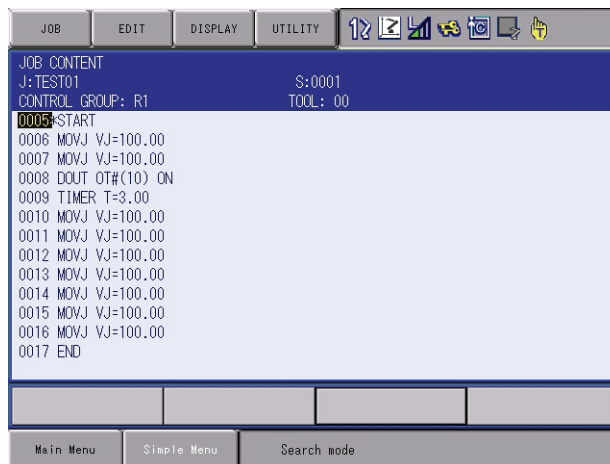 JOB EDIT DISPLAY UTILITY
JOB CONTENT
J:TEST01 S:0001
CONTROL GROUP: R1 TOOL: 00
0005 *START
0006 MOVJ VJ=100.00
0007 MOVJ VJ=100.00
0008 DOUT OT#(10) ON
0009 TIMER T=3.00
0010 MOVJ VJ=100.00
0011 MOVJ VJ=100.00
0012 MOVJ VJ=100.00
0013 MOVJ VJ=100.00
0014 MOVJ VJ=100.00
0015 MOVJ VJ=100.00
0016 MOVJ VJ=100.00
0017 END
Main Menu Simple Menu Search mode